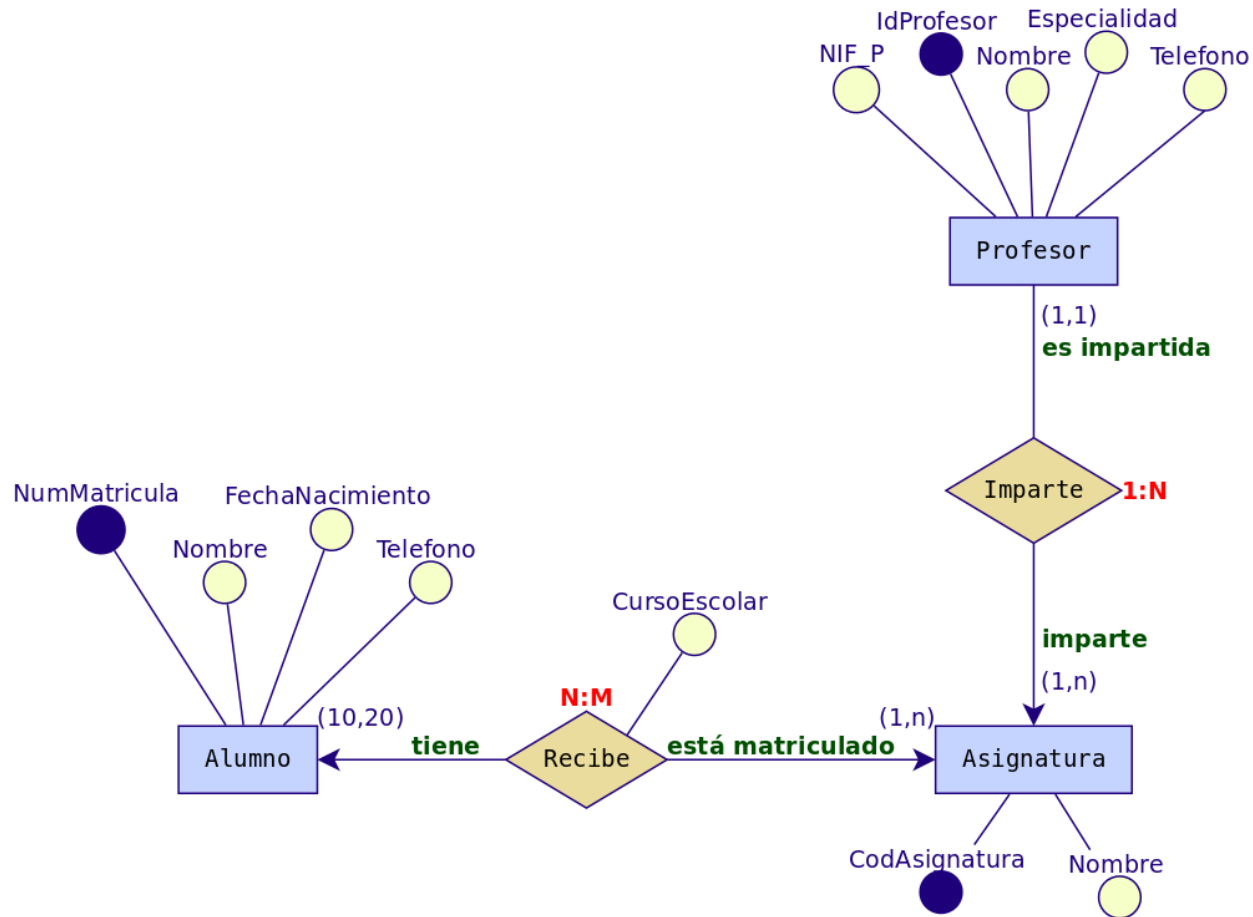 IdProfesor
Especialidad
NIF_P
Nombre
Telefono
Profesor
(1,1)
es impartida
Imparte
1:N
imparte
(1,n)
NumMatricula
FechaNacimiento
Nombre
Telefono
CursoEscolar
N:M
(10,20)
tiene
Alumno
Recibe
(1,n)
está matriculado
Asignatura
CodAsignatura
Nombre